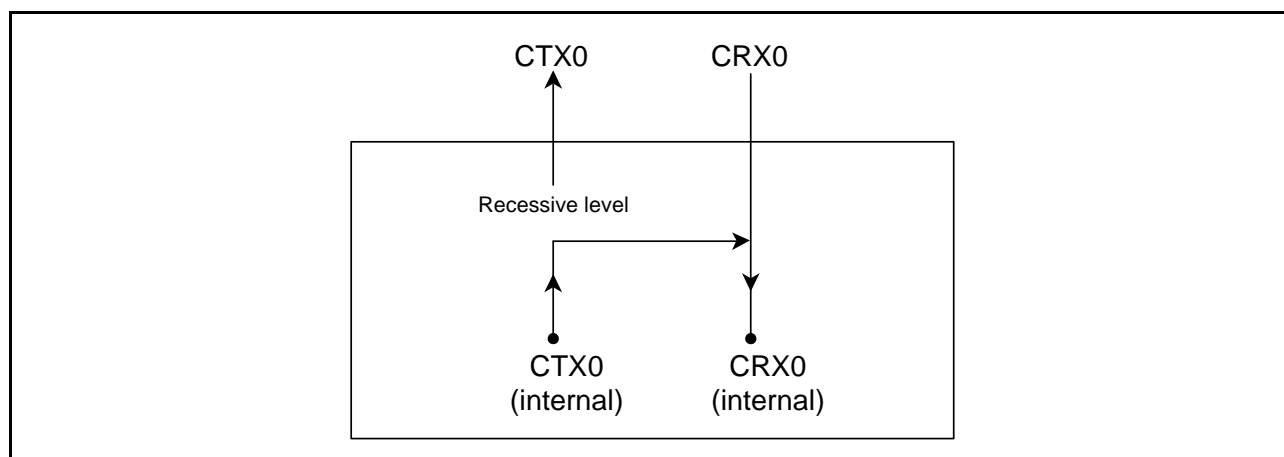 CTX0 CRX0
Recessive level
CTX0 CRX0
(internal) (internal)